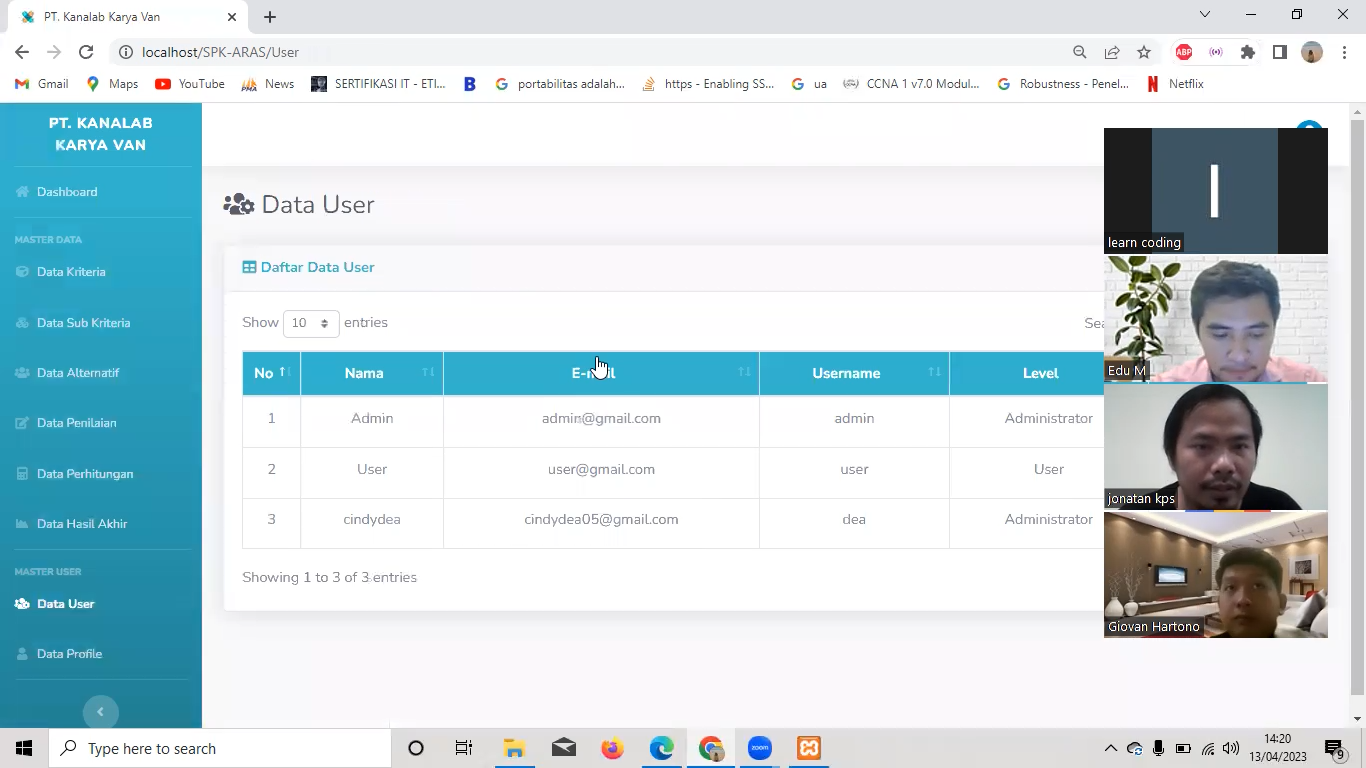 PT. Kanalab Karya Van
localhost/SPK-ARAS/User
ABP
Gmail
Maps
YouTube
News
SERTIFIKASI IT - ETI...
B
portabilitas adalah...
https - Enabling SS...
ua
CCNA 1 v7.0 Modul...
Robustness - Penel...
Netflix
PT. KANALAB
KARYA VAN
Dashboard
MASTER DATA
Data Kriteria
Data Sub Kriteria
Data Alternatif
Data Penilaian
Data Perhitungan
Data Hasil Akhir
MASTER USER
Data User
Data Profile
Data User
Daftar Data User
Show 10 entries
No Nama E-mail Username Level
1 Admin admin@gmail.com admin Administrator
2 User user@gmail.com user User
3 cindydea cindydea05@gmail.com dea Administrator
Showing 1 to 3 of 3 entries
l
learn coding
Edu M
jonatan kps
Giovan Hartono
Type here to search
zoom
14:20
13/04/2023
9